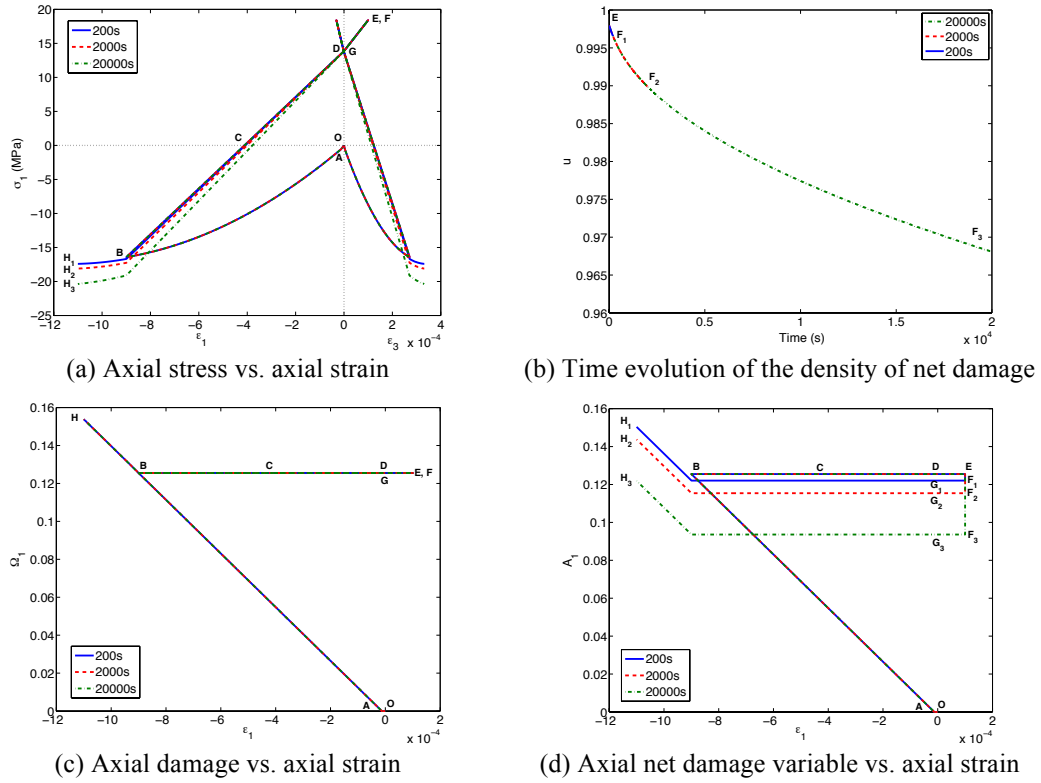 20
15
10
5
0
−5
−10
−15
−20
−25
σ1 (MPa)
200s
2000s
20000s
E, F
D
G
C
O
A
B
H1
H2
H3
−12 −10 −8 −6 −4 −2 0 2 4
ε1 ε3 x 10−4
(a) Axial stress vs. axial strain
1
0.995
0.99
0.985
0.98
0.975
0.97
0.965
0.96
u
E
F1
F2
F3
20000s
2000s
200s
0 0.5 1 1.5 2
Time (s)
x 104
(b) Time evolution of the density of net damage
0.16
0.14
0.12
0.1
0.08
0.06
0.04
0.02
0
Ω1
H
B
C
D
G
E, F
A
O
200s
2000s
20000s
−12 −10 −8 −6 −4 −2 0 2
ε1
x 10−4
(c) Axial damage vs. axial strain
0.16
0.14
0.12
0.1
0.08
0.06
0.04
0.02
0
A1
H1
H2
H3
B
C
D
E
G1
F1
G2
F2
G3
F3
A
O
200s
2000s
20000s
−12 −10 −8 −6 −4 −2 0 2
ε1
x 10−4
(d) Axial net damage variable vs. axial strain